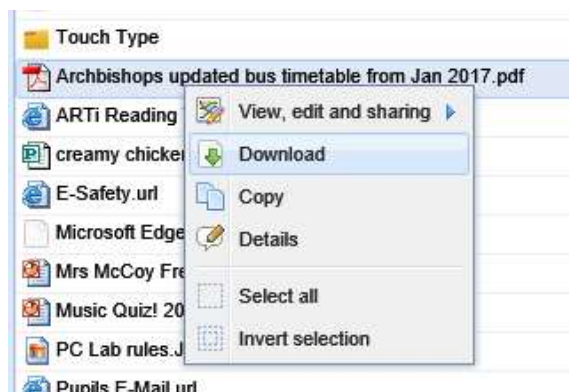 Touch Type
Archbishops updated bus timetable from Jan 2017.pdf
ARTi Reading
View, edit and sharing
creamy chicken
Download
E-Safety.url
Copy
Microsoft Edge
Details
Mrs McCoy Fre
Music Quiz! 20
Select all
PC Lab rules.J
Invert selection
Pupils E-Mail.url